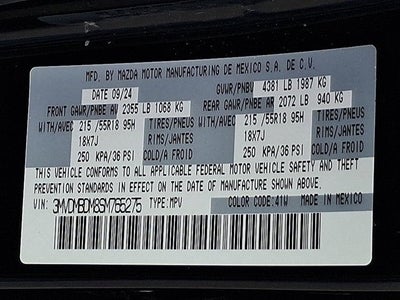 MFD. BY MAZDA MOTOR MANUFACTURING DE MEXICO S.A. DE C.V.
DATE 09/24 GVWR/PNBV 4381 LB 1987 KG
FRONT GAWR/PNBE AV 2355 LB 1068 KG REAR GAWR/PNBE AR 2072 LB 940 KG
WITH/AVEC 215 /55R18 95H TIRES/PNEUS WITH/AVEC 215 /55R18 95H TIRES/PNEUS
18X7J RIMS/JANTES 18X7J RIMS/JANTES
250 KPA/36 PSI COLD/A FROID 250 KPA/36 PSI COLD/A FROID
THIS VEHICLE CONFORMS TO ALL APPLICABLE FEDERAL MOTOR VEHICLE SAFETY AND THEFT
PREVENTION STANDARDS IN EFFECT ON THE DATE OF MANUFACTURE SHOWN ABOVE.
VIN: 3MVDMBDM8SM765275 TYPE:MPV COLOR CODE:41W MADE IN MEXICO